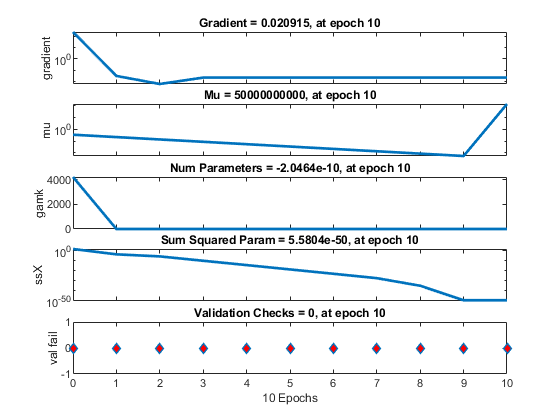 Gradient = 0.020915, at epoch 10
gradient
10^0
Mu = 50000000000, at epoch 10
mu
10^0
Num Parameters = -2.0464e-10, at epoch 10
gamk
4000
2000
0
Sum Squared Param = 5.5804e-50, at epoch 10
ssX
10^0
10^-50
Validation Checks = 0, at epoch 10
val fail
1
0
-1
0 1 2 3 4 5 6 7 8 9 10
10 Epochs